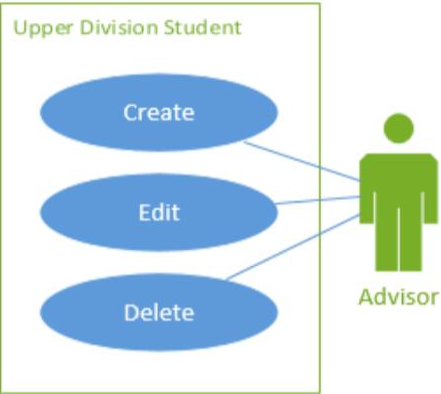 Upper Division Student
Create
Edit
Delete
Advisor